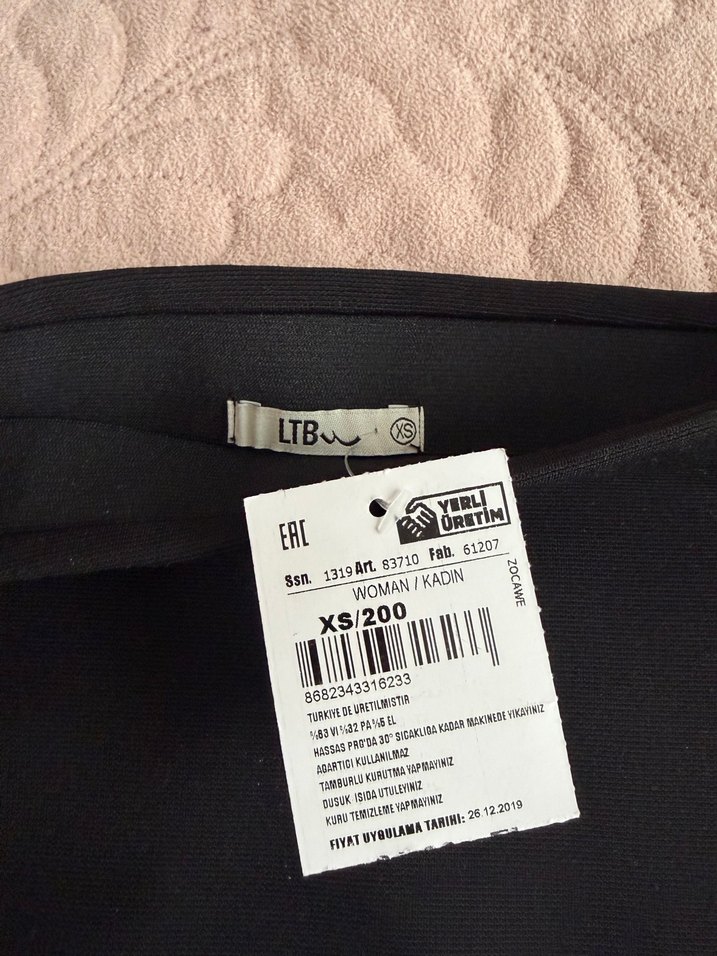 LTB
XS
EAC
YERLİ
ÜRETİM
Ssn. 1319 Art. 83710 Fab. 61207
WOMAN / KADIN
ZOCAWE
XS/200
8682343316233
TURKIYE DE URETILMISTIR
%63 VI %32 PA %5 EL
HASSAS PRG'DA 30° SICAKLIGA KADAR MAKINEDE YIKAYINIZ
AGARTICI KULLANILMAZ
TAMBURLU KURUTMA YAPMAYINIZ
DUSUK ISIDA UTULEYINIZ
KURU TEMIZLEME YAPMAYINIZ
FIYAT UYGULAMA TARIHI: 26.12.2019